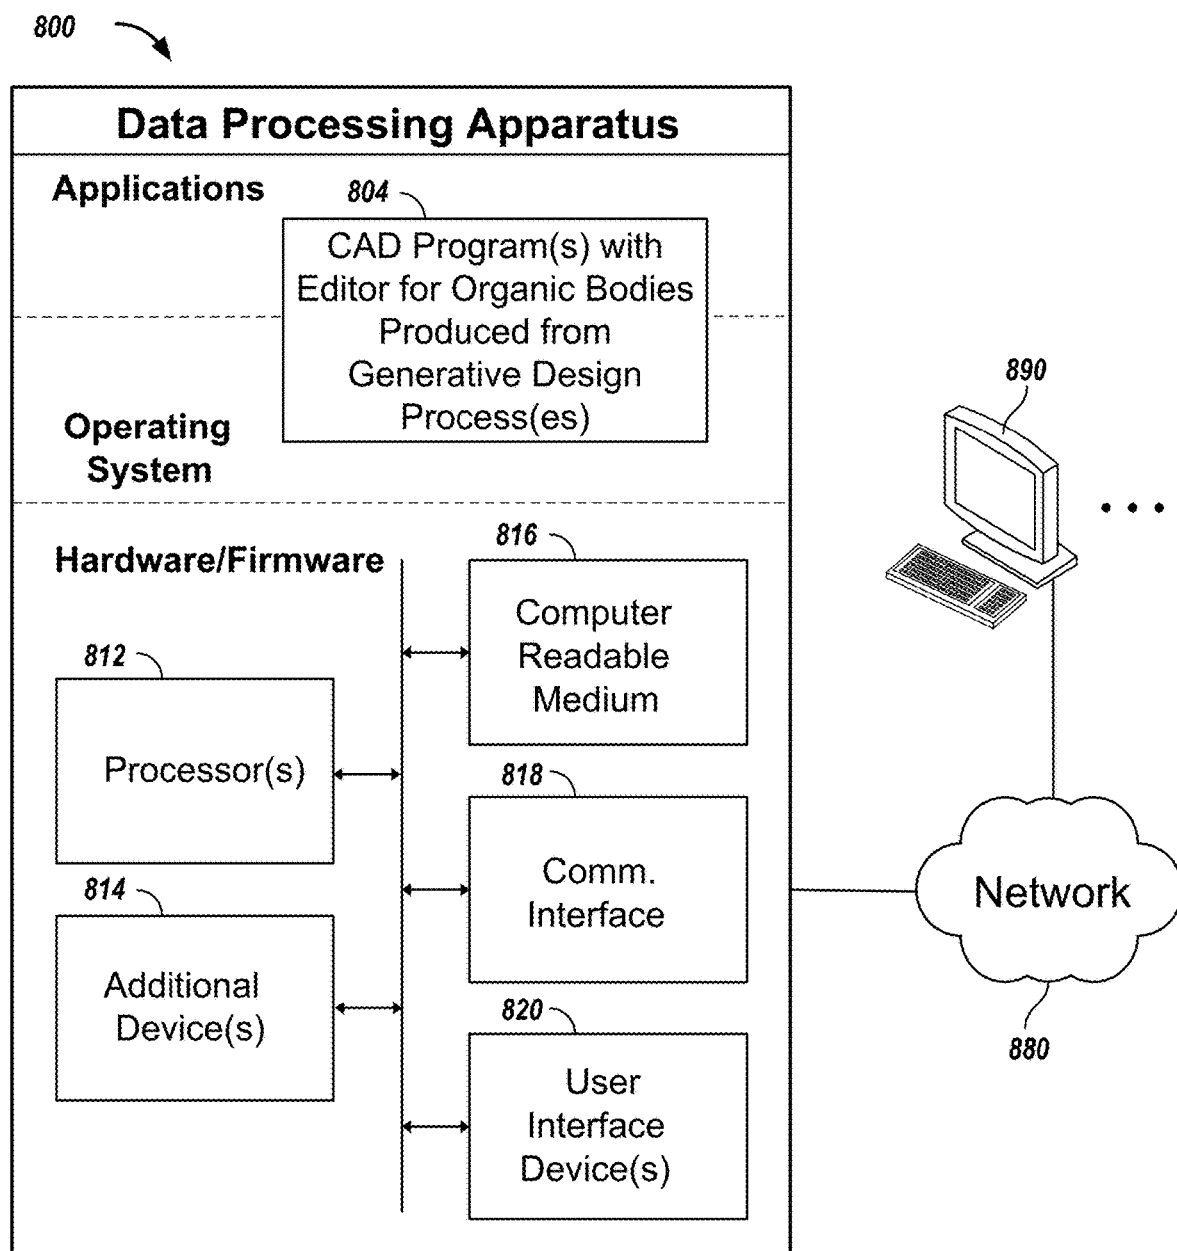 800
Data Processing Apparatus
Applications
804
CAD Program(s) with
Editor for Organic Bodies
Produced from
Generative Design
Process(es)
Operating
System
890
Hardware/Firmware
816
Computer
Readable
Medium
812
Processor(s)
818
Comm.
Interface
Network
880
814
Additional
Device(s)
820
User
Interface
Device(s)